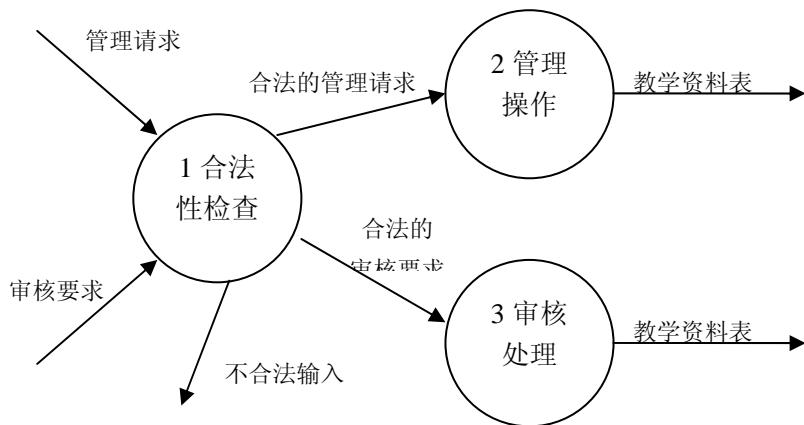 管理请求
合法的管理请求
2 管理
操作
教学资料表
1 合法
性检查
合法的
审核要求
审核要求
3 审核
处理
教学资料表
不合法输入